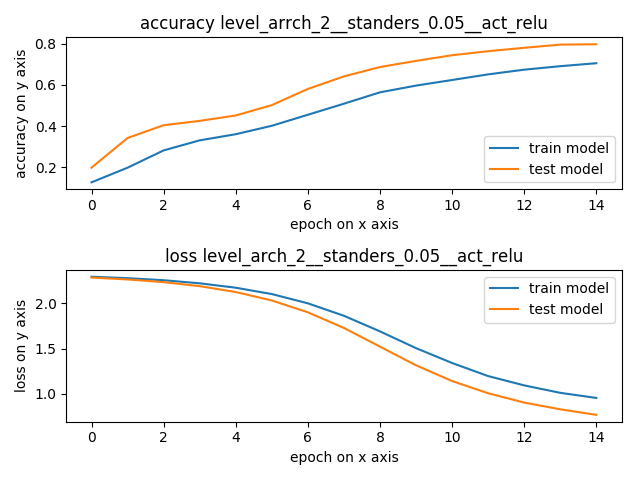 accuracy level_arrch_2__standers_0.05__act_relu
accuracy on y axis
0.8
0.6
0.4
0.2
train model
test model
0 2 4 6 8 10 12 14
epoch on x axis
loss level_arch_2__standers_0.05__act_relu
loss on y axis
2.0
1.5
1.0
train model
test model
0 2 4 6 8 10 12 14
epoch on x axis